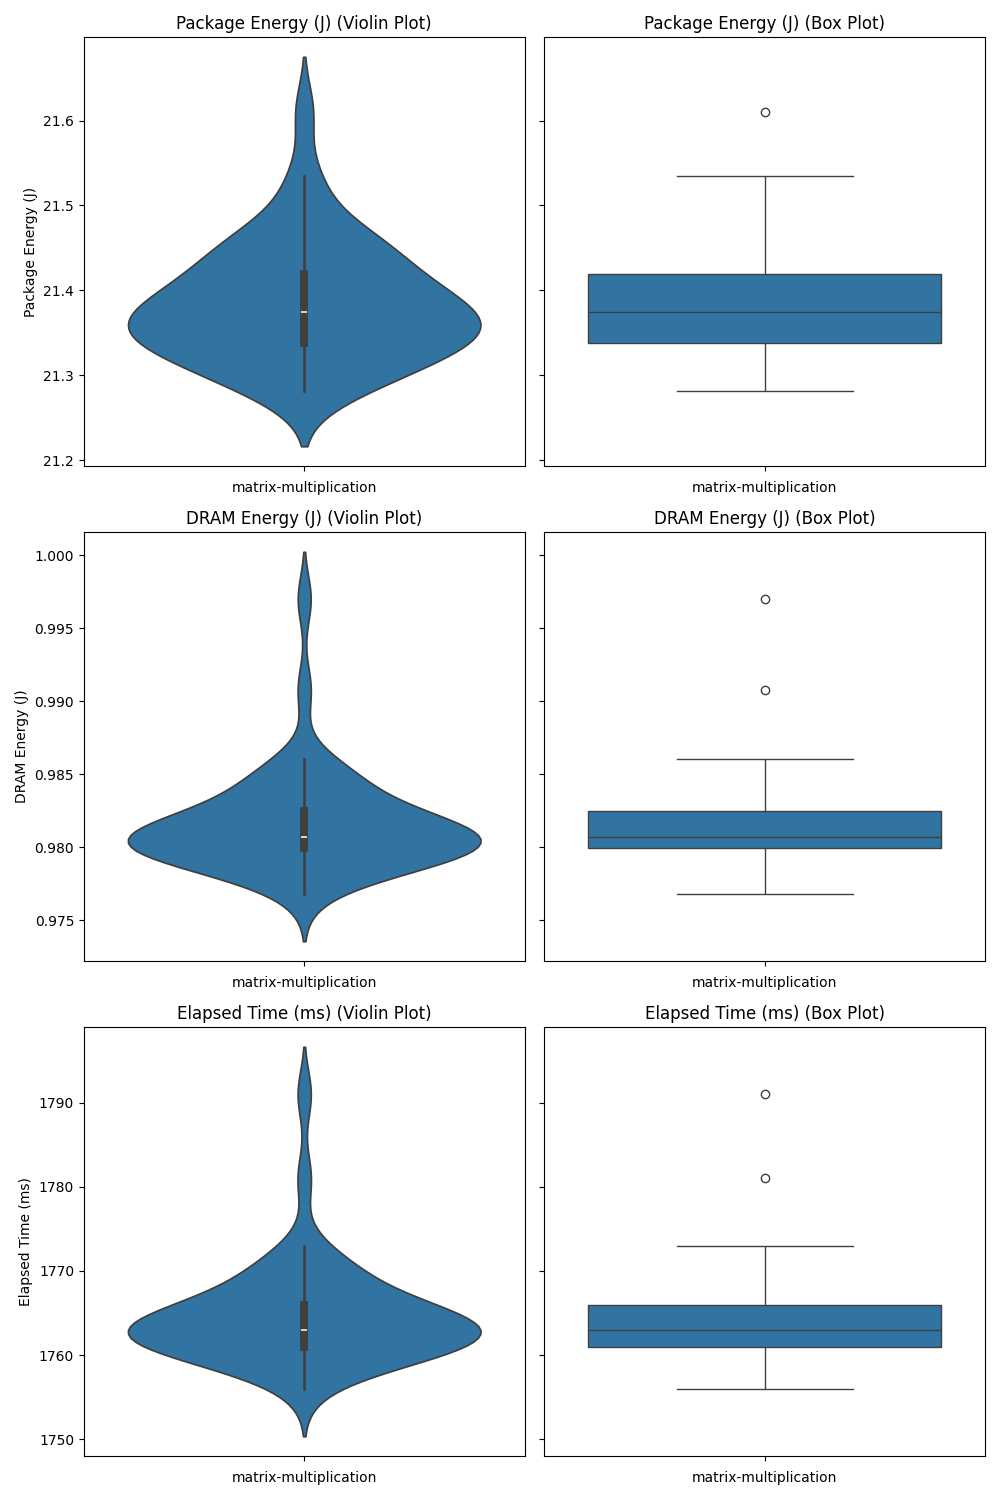 Package Energy (J) (Violin Plot)
Package Energy (J) (Box Plot)
Package Energy (J)
21.6
21.5
21.4
21.3
21.2
matrix-multiplication
matrix-multiplication
DRAM Energy (J) (Violin Plot)
DRAM Energy (J) (Box Plot)
DRAM Energy (J)
1.000
0.995
0.990
0.985
0.980
0.975
matrix-multiplication
matrix-multiplication
Elapsed Time (ms) (Violin Plot)
Elapsed Time (ms) (Box Plot)
Elapsed Time (ms)
1790
1780
1770
1760
1750
matrix-multiplication
matrix-multiplication